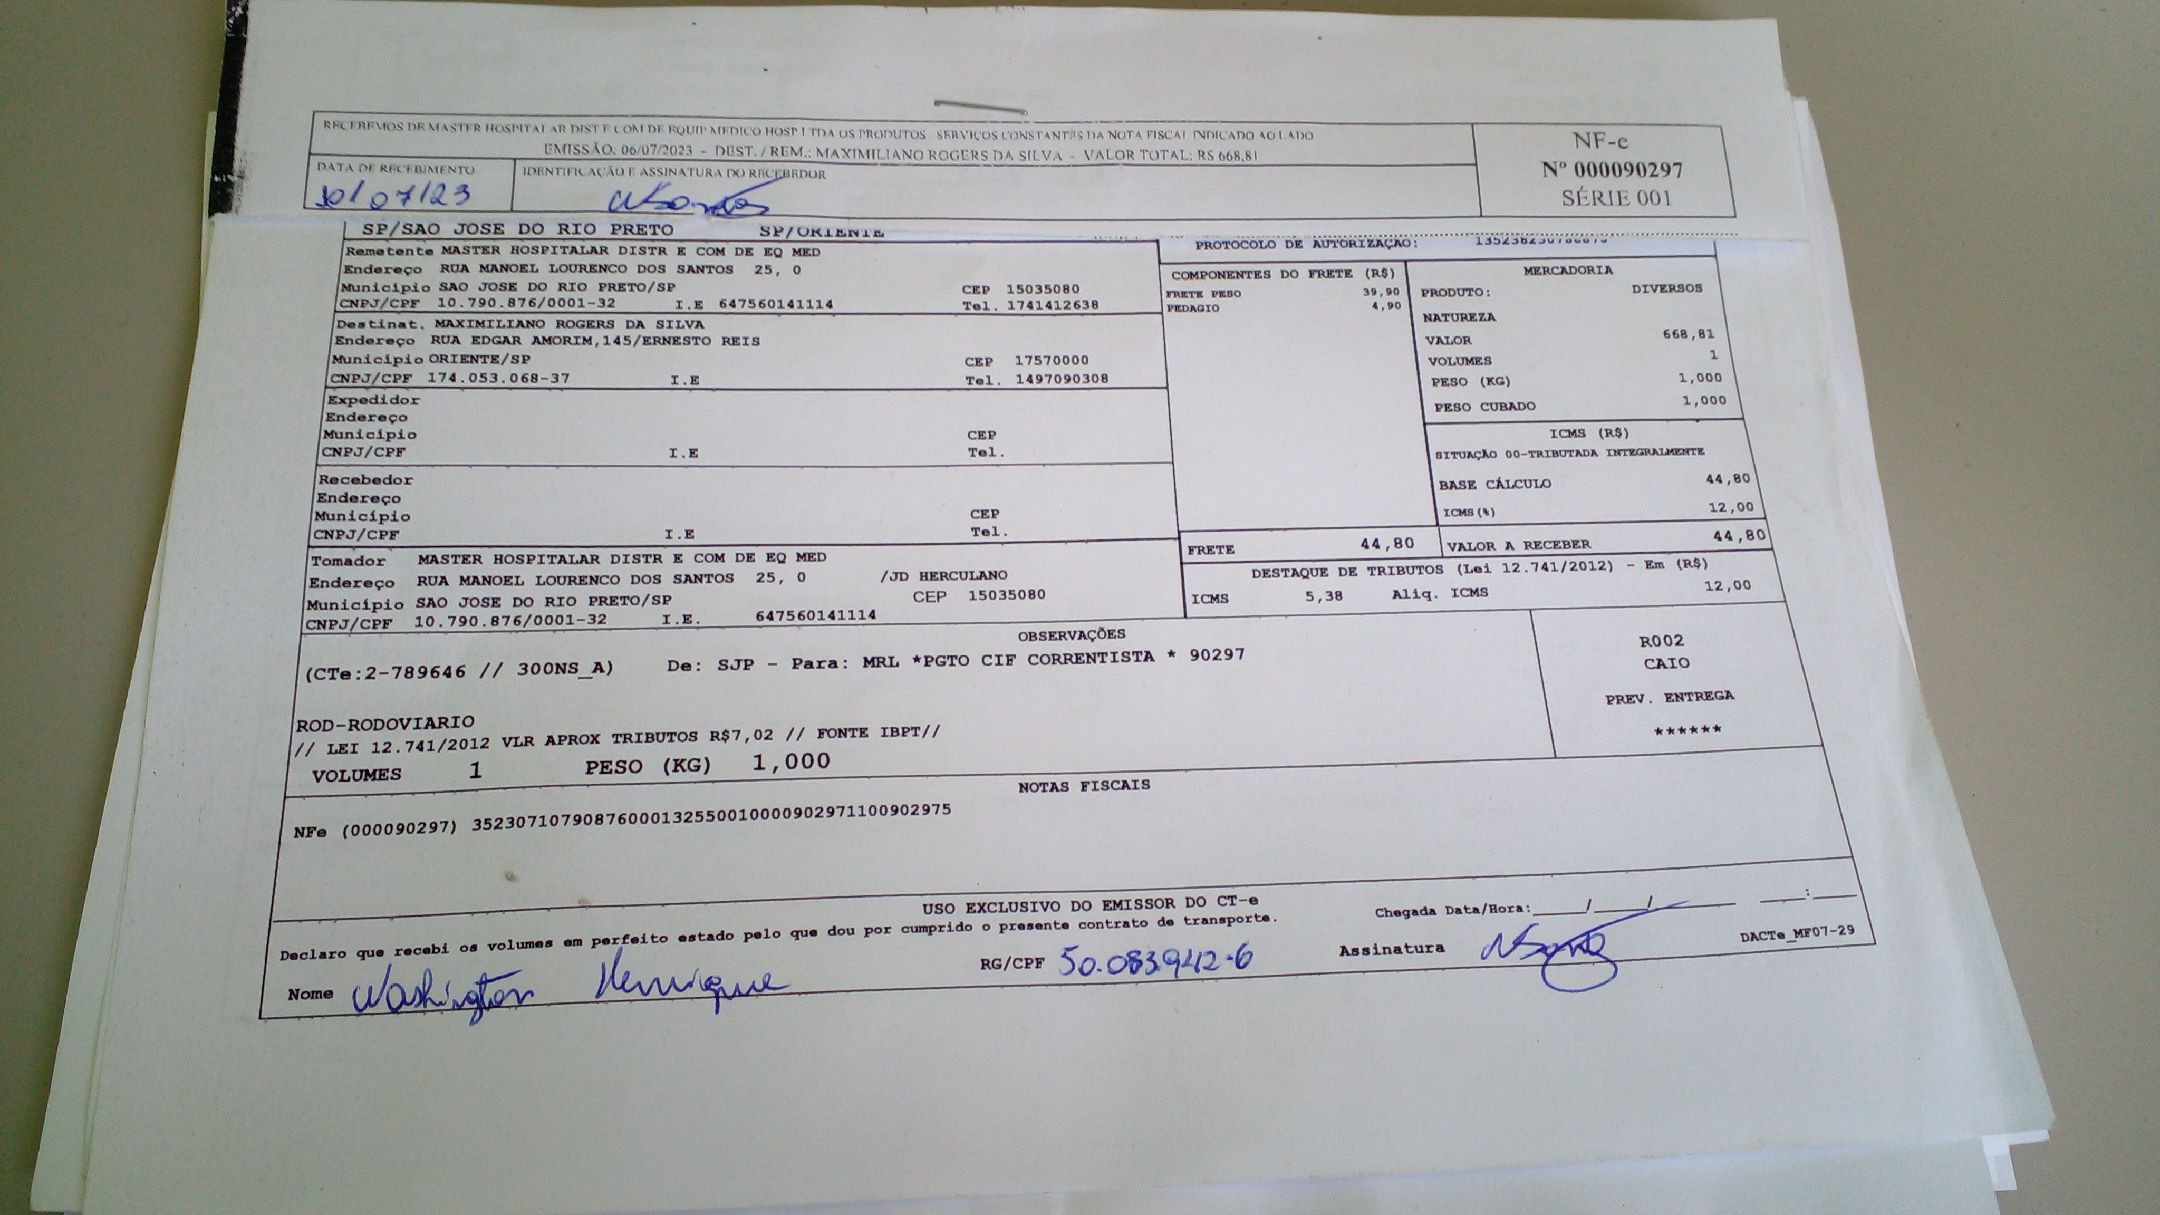 RECEBEMOS DE MASTER HOSPITALAR DIST E COM DE EQUIP MEDICO HOSP LTDA OS PRODUTOS SERVIÇOS CONSTANTES DA NOTA FISCAL INDICADO AO LADO
EMISSÃO: 06/07/2023 - DEST. / REM.: MAXIMILIANO ROGERS DA SILVA - VALOR TOTAL: R$ 668,81
NF-e
Nº 000090297
SÉRIE 001
DATA DE RECEBIMENTO
10/07/23
IDENTIFICAÇÃO E ASSINATURA DO RECEBEDOR
SP/SAO JOSE DO RIO PRETO SP/ORIENTE
PROTOCOLO DE AUTORIZAÇÃO:
Remetente MASTER HOSPITALAR DISTR E COM DE EQ MED
Endereço RUA MANOEL LOURENCO DOS SANTOS 25, 0
Município SAO JOSE DO RIO PRETO/SP CEP 15035080
CNPJ/CPF 10.790.876/0001-32 I.E 647560141114 Tel. 1741412638
Destinat. MAXIMILIANO ROGERS DA SILVA
Endereço RUA EDGAR AMORIM,145/ERNESTO REIS
Município ORIENTE/SP CEP 17570000
CNPJ/CPF 174.053.068-37 I.E Tel. 1497090308
Expedidor
Endereço
Município CEP
CNPJ/CPF I.E Tel.
Recebedor
Endereço
Município CEP
CNPJ/CPF I.E Tel.
Tomador MASTER HOSPITALAR DISTR E COM DE EQ MED
Endereço RUA MANOEL LOURENCO DOS SANTOS 25, 0 /JD HERCULANO
Município SAO JOSE DO RIO PRETO/SP CEP 15035080
CNPJ/CPF 10.790.876/0001-32 I.E. 647560141114
COMPONENTES DO FRETE (R$)
FRETE PESO 39,90
PEDAGIO 4,90
MERCADORIA
PRODUTO: DIVERSOS
NATUREZA
VALOR 668,81
VOLUMES 1
PESO (KG) 1,000
PESO CUBADO 1,000
ICMS (R$)
SITUAÇÃO 00-TRIBUTADA INTEGRALMENTE
BASE CÁLCULO 44,80
ICMS(%) 12,00
FRETE 44,80 VALOR A RECEBER 44,80
DESTAQUE DE TRIBUTOS (Lei 12.741/2012) - Em (R$)
ICMS 5,38 Aliq. ICMS 12,00
OBSERVAÇÕES
(CTe:2-789646 // 300NS_A) De: SJP - Para: MRL *PGTO CIF CORRENTISTA * 90297
ROD-RODOVIARIO
// LEI 12.741/2012 VLR APROX TRIBUTOS R$7,02 // FONTE IBPT//
VOLUMES 1 PESO (KG) 1,000
R002
CAIO
PREV. ENTREGA
******
NOTAS FISCAIS
NFe (000090297) 35230710790876000132550010000902971100902975
USO EXCLUSIVO DO EMISSOR DO CT-e
Declaro que recebi os volumes em perfeito estado pelo que dou por cumprido o presente contrato de transporte.
Chegada Data/Hora:_____/_____/_______ ____:____
Nome Washington Henrique RG/CPF 50.083.942-6 Assinatura
DACTe_MF07-29